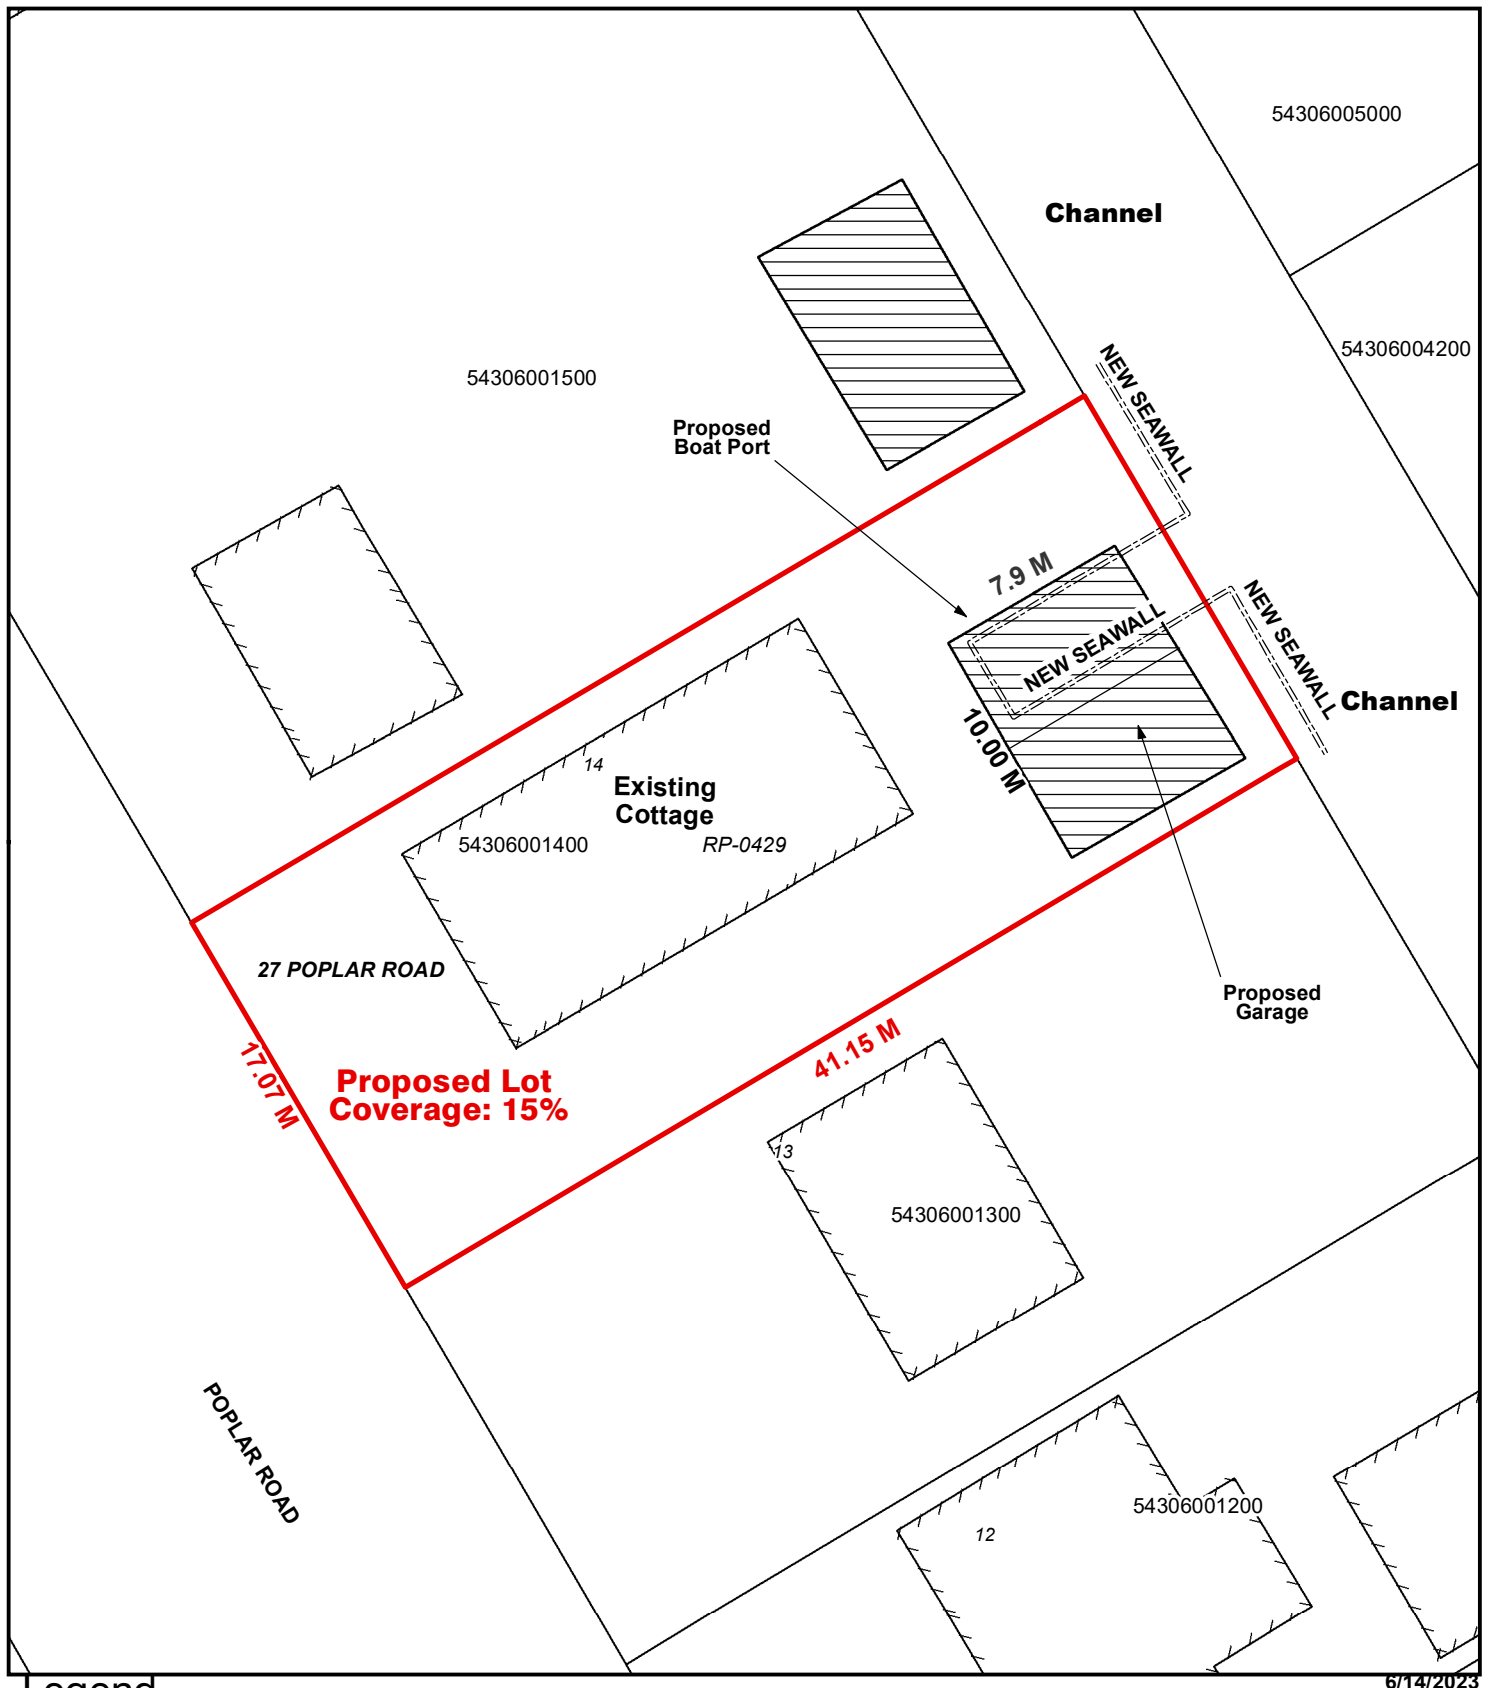 54306005000
Channel
54306004200
NEW SEAWALL
54306001500
Proposed
Boat Port
7.9 M
NEW SEAWALL
NEW SEAWALL
Channel
10.00 M
14
Existing
Cottage
54306001400
RP-0429
27 POPLAR ROAD
Proposed
Garage
41.15 M
17.07 M
Proposed Lot
Coverage: 15%
13
54306001300
POPLAR ROAD
54306001200
12
Legend
6/14/2023